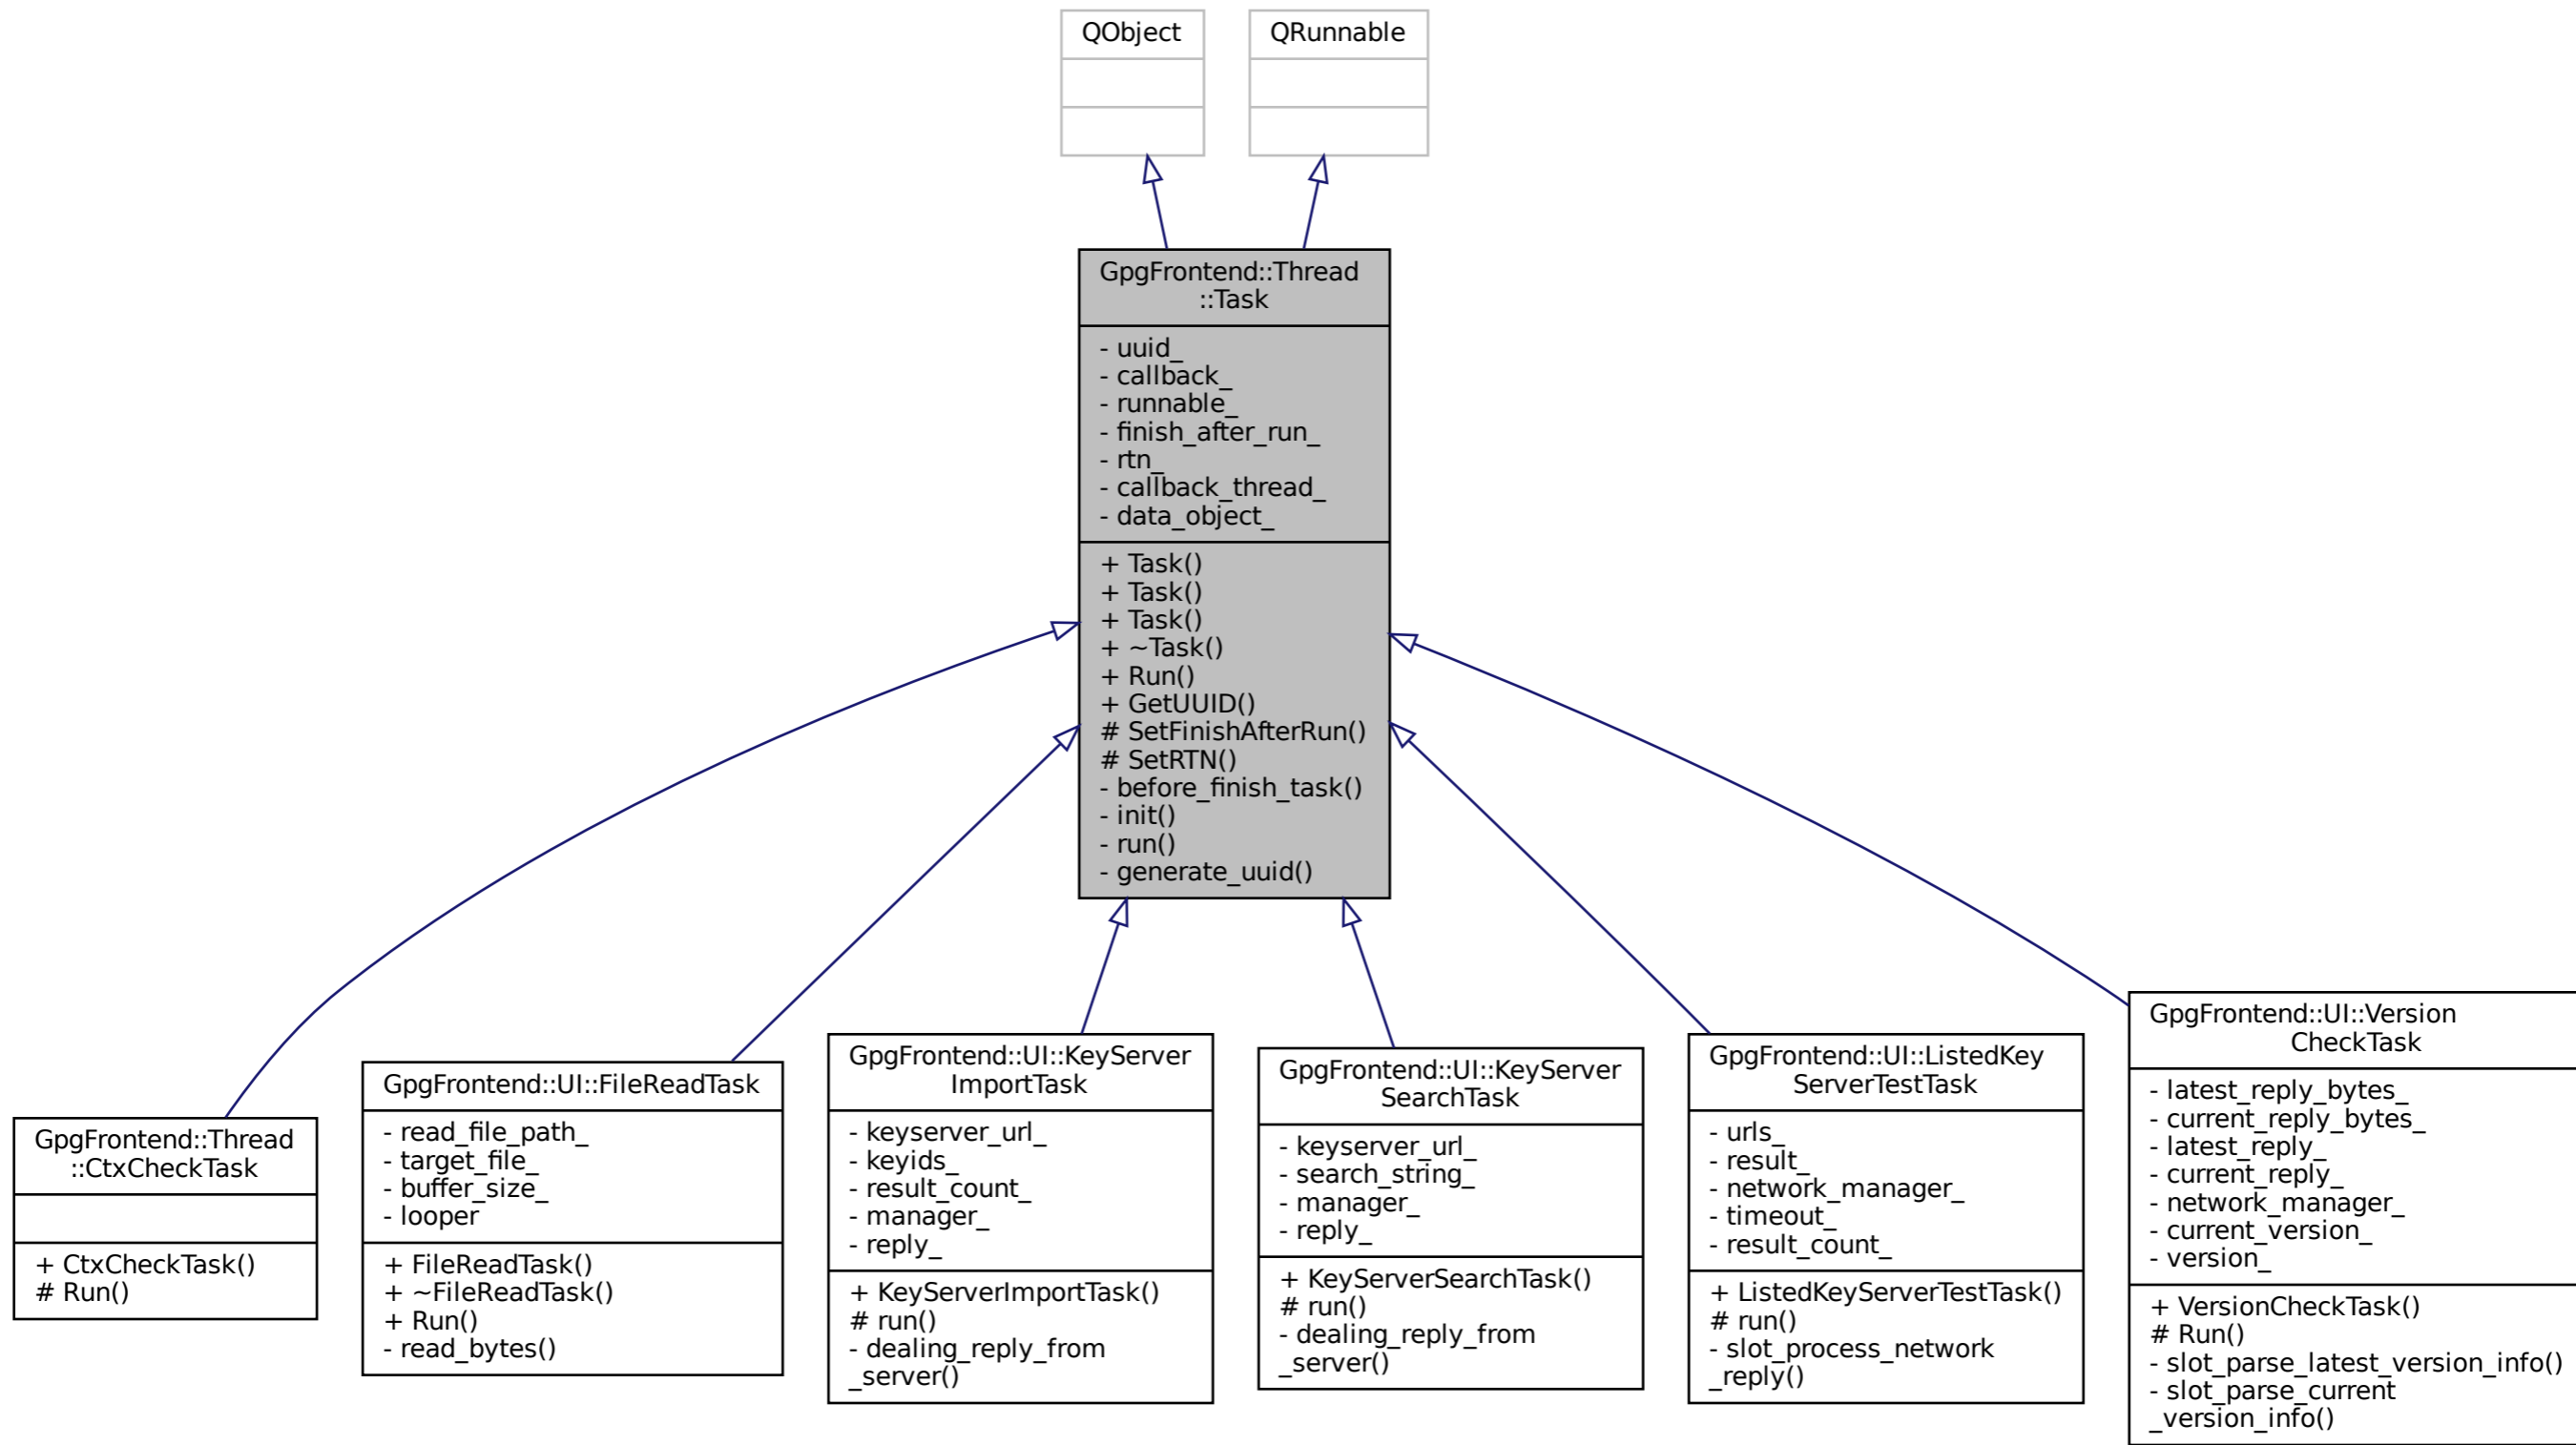 QObject
QRunnable
GpgFrontend::Thread
::Task
- uuid_
- callback_
- runnable_
- finish_after_run_
- rtn_
- callback_thread_
- data_object_
+ Task()
+ Task()
+ Task()
+ ~Task()
+ Run()
+ GetUUID()
# SetFinishAfterRun()
# SetRTN()
- before_finish_task()
- init()
- run()
- generate_uuid()
GpgFrontend::Thread
::CtxCheckTask
+ CtxCheckTask()
# Run()
GpgFrontend::UI::FileReadTask
- read_file_path_
- target_file_
- buffer_size_
- looper
+ FileReadTask()
+ ~FileReadTask()
+ Run()
- read_bytes()
GpgFrontend::UI::KeyServer
ImportTask
- keyserver_url_
- keyids_
- result_count_
- manager_
- reply_
+ KeyServerImportTask()
# run()
- dealing_reply_from
_server()
GpgFrontend::UI::KeyServer
SearchTask
- keyserver_url_
- search_string_
- manager_
- reply_
+ KeyServerSearchTask()
# run()
- dealing_reply_from
_server()
GpgFrontend::UI::ListedKey
ServerTestTask
- urls_
- result_
- network_manager_
- timeout_
- result_count_
+ ListedKeyServerTestTask()
# run()
- slot_process_network
_reply()
GpgFrontend::UI::Version
CheckTask
- latest_reply_bytes_
- current_reply_bytes_
- latest_reply_
- current_reply_
- network_manager_
- current_version_
- version_
+ VersionCheckTask()
# Run()
- slot_parse_latest_version_info()
- slot_parse_current
_version_info()